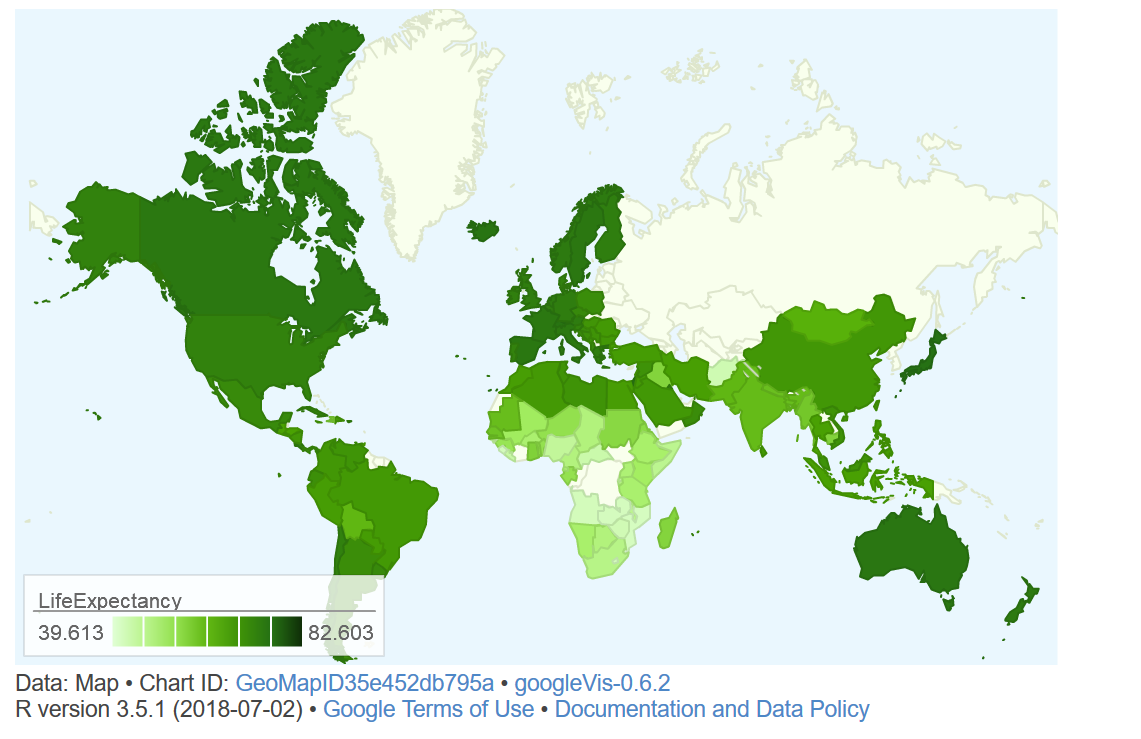 LifeExpectancy
39.613 82.603
Data: Map • Chart ID: GeoMapID35e452db795a • googleVis-0.6.2
R version 3.5.1 (2018-07-02) • Google Terms of Use • Documentation and Data Policy